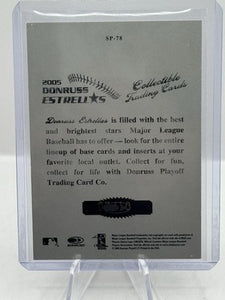 SP-78
2005
DONRUSS
ESTRELL★S
Collectible
Trading Cards
Donruss Estrellas is filled with the best
and brightest stars Major League
Baseball has to offer – look for the entire
lineup of base cards and inserts at your
favorite local outlet. Collect for fun,
collect for life with Donruss Playoff
Trading Card Co.
DONRUSS